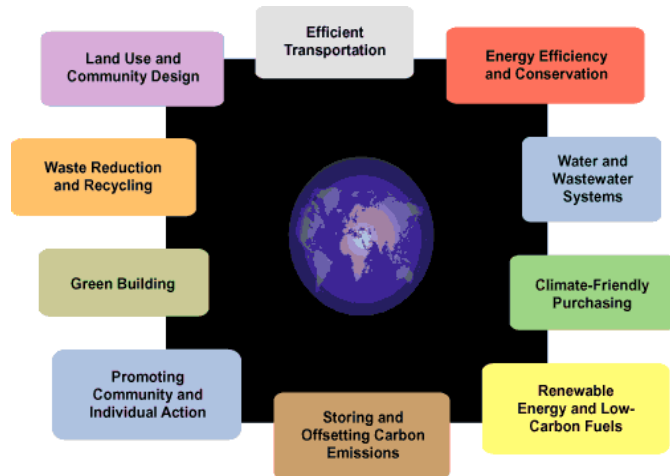 Efficient
Transportation
Land Use and
Community Design
Energy Efficiency
and Conservation
Waste Reduction
and Recycling
Water and
Wastewater
Systems
Green Building
Climate-Friendly
Purchasing
Promoting
Community and
Individual Action
Storing and
Offsetting Carbon
Emissions
Renewable
Energy and Low-
Carbon Fuels